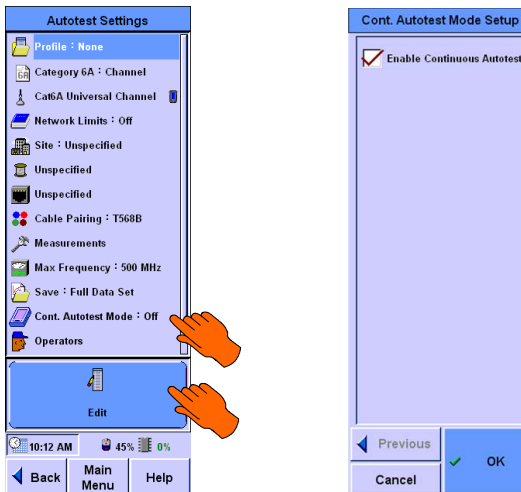 Autotest Settings
Profile : None
Category 6A : Channel
Cat6A Universal Channel
Network Limits : Off
Site : Unspecified
Unspecified
Unspecified
Cable Pairing : T568B
Measurements
Max Frequency : 500 MHz
Save : Full Data Set
Cont. Autotest Mode : Off
Operators
Edit
10:12 AM 45% 0%
Back
Main
Menu
Help
Cont. Autotest Mode Setup
Enable Continuous Autotest
Previous
OK
Cancel